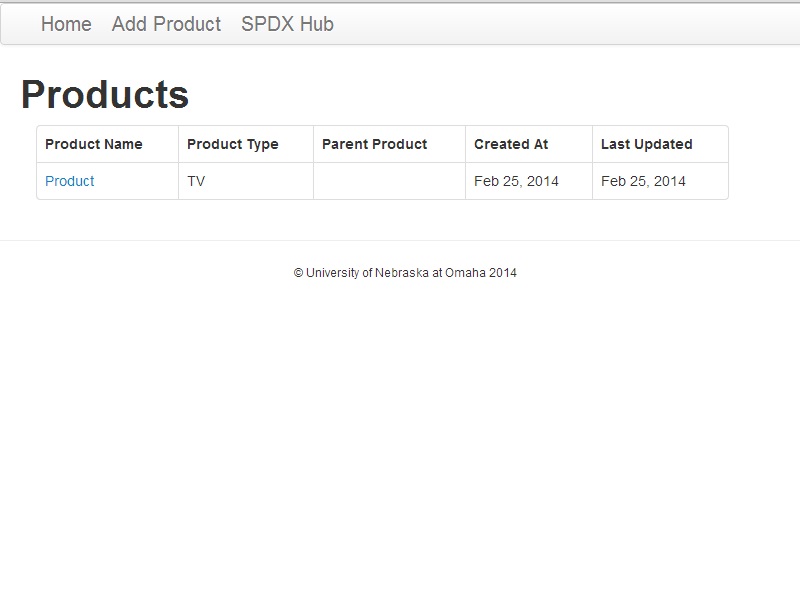 Home Add Product SPDX Hub
Products
Product Name Product Type Parent Product Created At Last Updated
Product TV Feb 25, 2014 Feb 25, 2014
© University of Nebraska at Omaha 2014